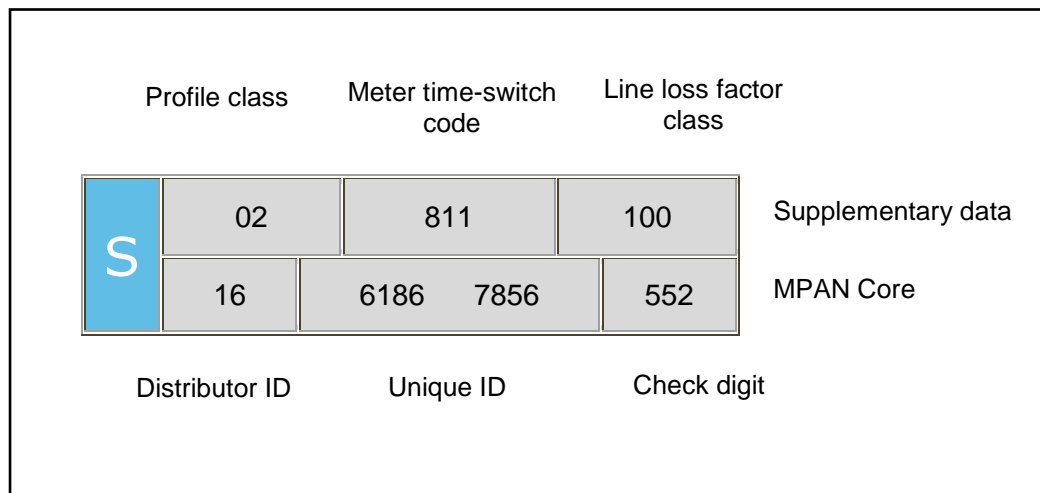 Profile class
Meter time-switch
code
Line loss factor
class
S
02 811 100
Supplementary data
16 6186 7856 552
MPAN Core
Distributor ID Unique ID Check digit